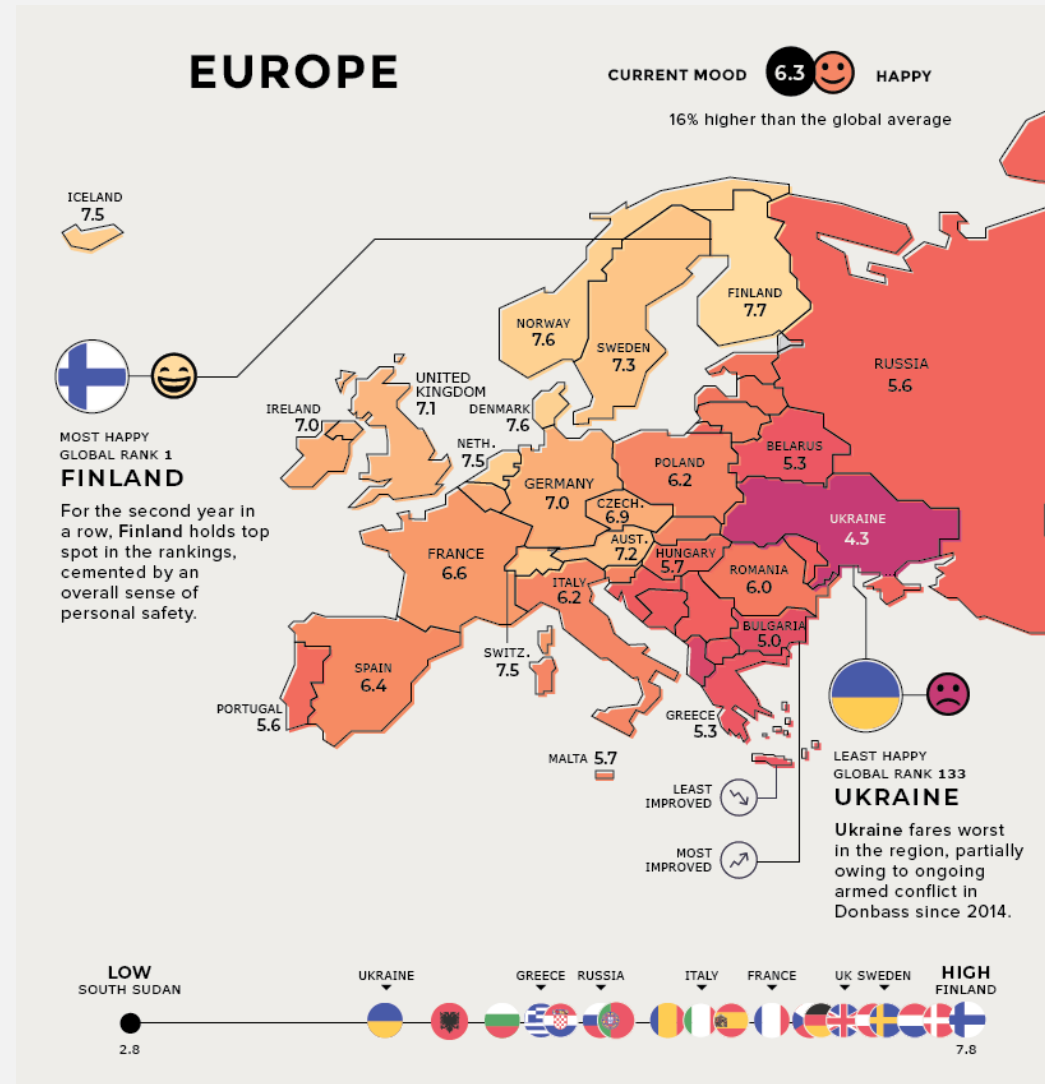 EUROPE
CURRENT MOOD 6.3 HAPPY
16% higher than the global average
ICELAND
7.5
FINLAND
7.7
NORWAY
7.6
SWEDEN
7.3
RUSSIA
5.6
UNITED
KINGDOM
7.1
IRELAND
7.0
DENMARK
7.6
NETH.
7.5
MOST HAPPY
GLOBAL RANK 1
FINLAND
For the second year in
a row, Finland holds top
spot in the rankings,
cemented by an
overall sense of
personal safety.
BELARUS
5.3
POLAND
6.2
GERMANY
7.0
CZECH.
6.9
UKRAINE
4.3
AUST.
7.2
HUNGARY
5.7
FRANCE
6.6
ROMANIA
6.0
ITALY
6.2
BULGARIA
5.0
SWITZ.
7.5
SPAIN
6.4
PORTUGAL
5.6
GREECE
5.3
MALTA 5.7
LEAST
IMPROVED
MOST
IMPROVED
LEAST HAPPY
GLOBAL RANK 133
UKRAINE
Ukraine fares worst
in the region, partially
owing to ongoing
armed conflict in
Donbass since 2014.
LOW
SOUTH SUDAN
UKRAINE
GREECE
RUSSIA
ITALY
FRANCE
UK
SWEDEN
HIGH
FINLAND
2.8
7.8